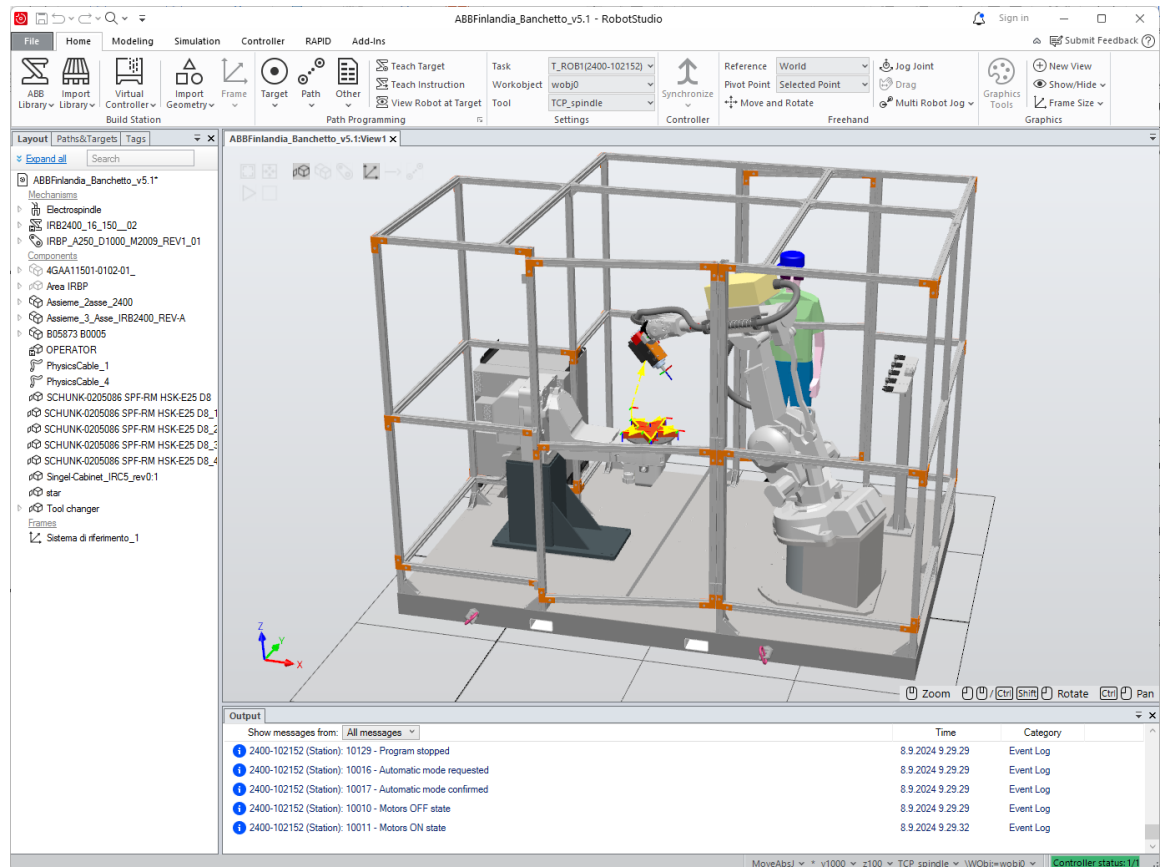 ABBFinlandia_Banchetto_v5.1 - RobotStudio
Sign in
File Home Modeling Simulation Controller RAPID Add-Ins
Submit Feedback
ABB Library
Import Library
Virtual Controller
Import Geometry
Frame
Build Station
Target
Path
Other
Teach Target
Teach Instruction
View Robot at Target
Path Programming
Task T_ROB1(2400-102152)
Workobject wobj0
Tool TCP_spindle
Settings
Synchronize
Controller
Reference World
Pivot Point Selected Point
Move and Rotate
Jog Joint
Drag
Multi Robot Jog
Freehand
Graphics Tools
New View
Show/Hide
Frame Size
Graphics
Layout Paths&Targets Tags
Expand all Search
ABBFinlandia_Banchetto_v5.1*
Mechanisms
Electrospindle
IRB2400_16_150__02
IRBP_A250_D1000_M2009_REV1_01
Components
4GAA11501-0102-01_
Area IRBP
Assieme_2asse_2400
Assieme_3_Asse_IRB2400_REV-A
B05873 B0005
OPERATOR
PhysicsCable_1
PhysicsCable_4
SCHUNK-0205086 SPF-RM HSK-E25 D8
SCHUNK-0205086 SPF-RM HSK-E25 D8_1
SCHUNK-0205086 SPF-RM HSK-E25 D8_2
SCHUNK-0205086 SPF-RM HSK-E25 D8_3
SCHUNK-0205086 SPF-RM HSK-E25 D8_4
Singel-Cabinet_IRC5_rev0:1
star
Tool changer
Frames
Sistema di riferimento_1
ABBFinlandia_Banchetto_v5.1:View1
Z
Y
X
Zoom / Ctrl Shift Rotate Ctrl Pan
Output
Show messages from: All messages Time Category
2400-102152 (Station): 10129 - Program stopped 8.9.2024 9.29.29 Event Log
2400-102152 (Station): 10016 - Automatic mode requested 8.9.2024 9.29.29 Event Log
2400-102152 (Station): 10017 - Automatic mode confirmed 8.9.2024 9.29.29 Event Log
2400-102152 (Station): 10010 - Motors OFF state 8.9.2024 9.29.29 Event Log
2400-102152 (Station): 10011 - Motors ON state 8.9.2024 9.29.32 Event Log
MoveAbsJ * v1000 z100 TCP_spindle \WObj:=wobj0 Controller status: 1/1